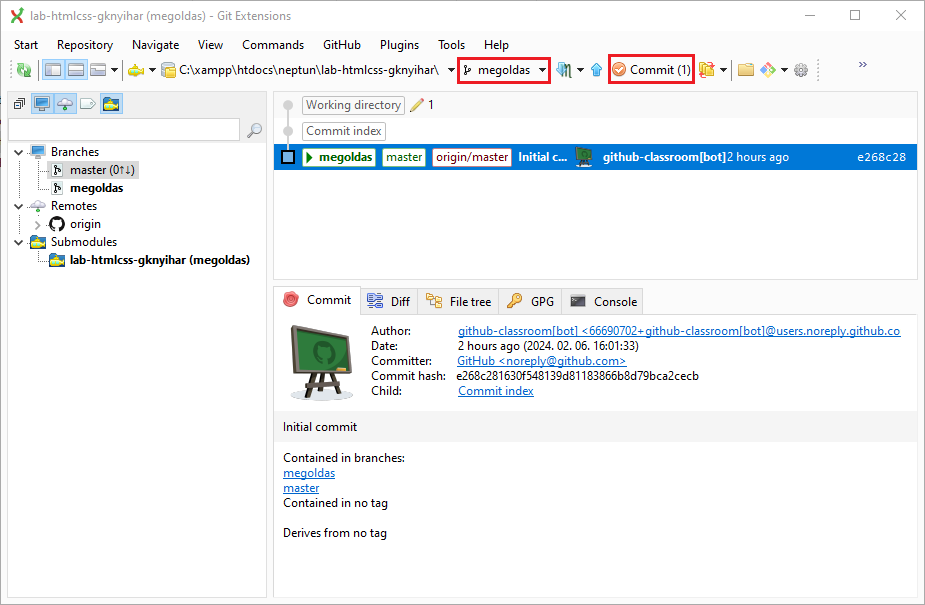 lab-htmlcss-gknyihar (megoldas) - Git Extensions
Start Repository Navigate View Commands GitHub Plugins Tools Help
C:\xampp\htdocs\neptun\lab-htmlcss-gknyihar\ megoldas Commit (1) »
Branches
master (0↑↓)
megoldas
Remotes
origin
Submodules
lab-htmlcss-gknyihar (megoldas)
Working directory 1
Commit index
megoldas master origin/master Initial c... github-classroom[bot] 2 hours ago e268c28
Commit Diff File tree GPG Console
Author: github-classroom[bot] <66690702+github-classroom[bot]@users.noreply.github.co
Date: 2 hours ago (2024. 02. 06. 16:01:33)
Committer: GitHub <noreply@github.com>
Commit hash: e268c281630f548139d81183866b8d79bca2cecb
Child: Commit index
Initial commit
Contained in branches:
megoldas
master
Contained in no tag
Derives from no tag